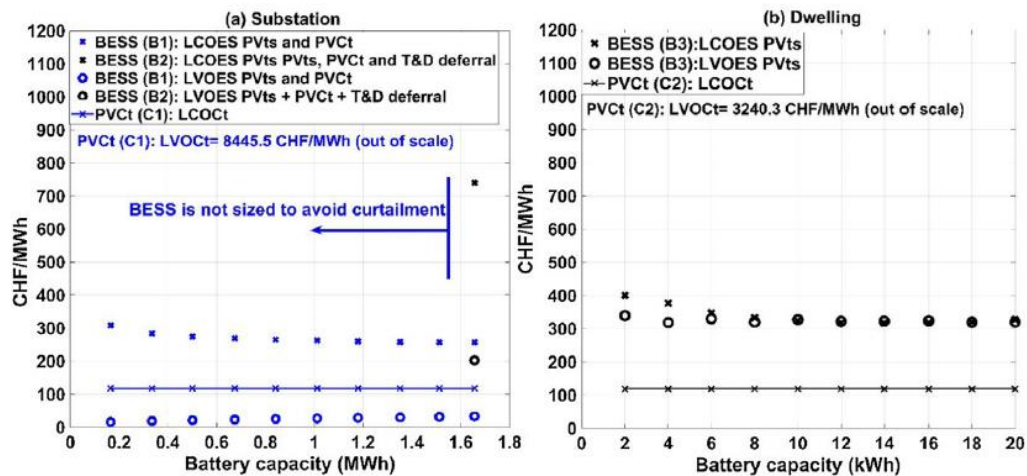 (a) Substation
1200
1100
1000
900
800
700
600
500
400
300
200
100
0
CHF/MWh
BESS (B1): LCOES PVts and PVCt
BESS (B2): LCOES PVts PVts, PVCt and T&D deferral
BESS (B1): LVOES PVts and PVCt
BESS (B2): LVOES PVts + PVCt + T&D deferral
PVCt (C1): LCOCt
PVCt (C1): LVOCt= 8445.5 CHF/MWh (out of scale)
BESS is not sized to avoid curtailment
0 0.2 0.4 0.6 0.8 1 1.2 1.4 1.6 1.8
Battery capacity (MWh)
(b) Dwelling
1200
1100
1000
900
800
700
600
500
400
300
200
100
0
CHF/MWh
BESS (B3):LCOES PVts
BESS (B3):LVOES PVts
PVCt (C2): LCOCt
PVCt (C2): LVOCt= 3240.3 CHF/MWh (out of scale)
0 2 4 6 8 10 12 14 16 18 20
Battery capacity (kWh)